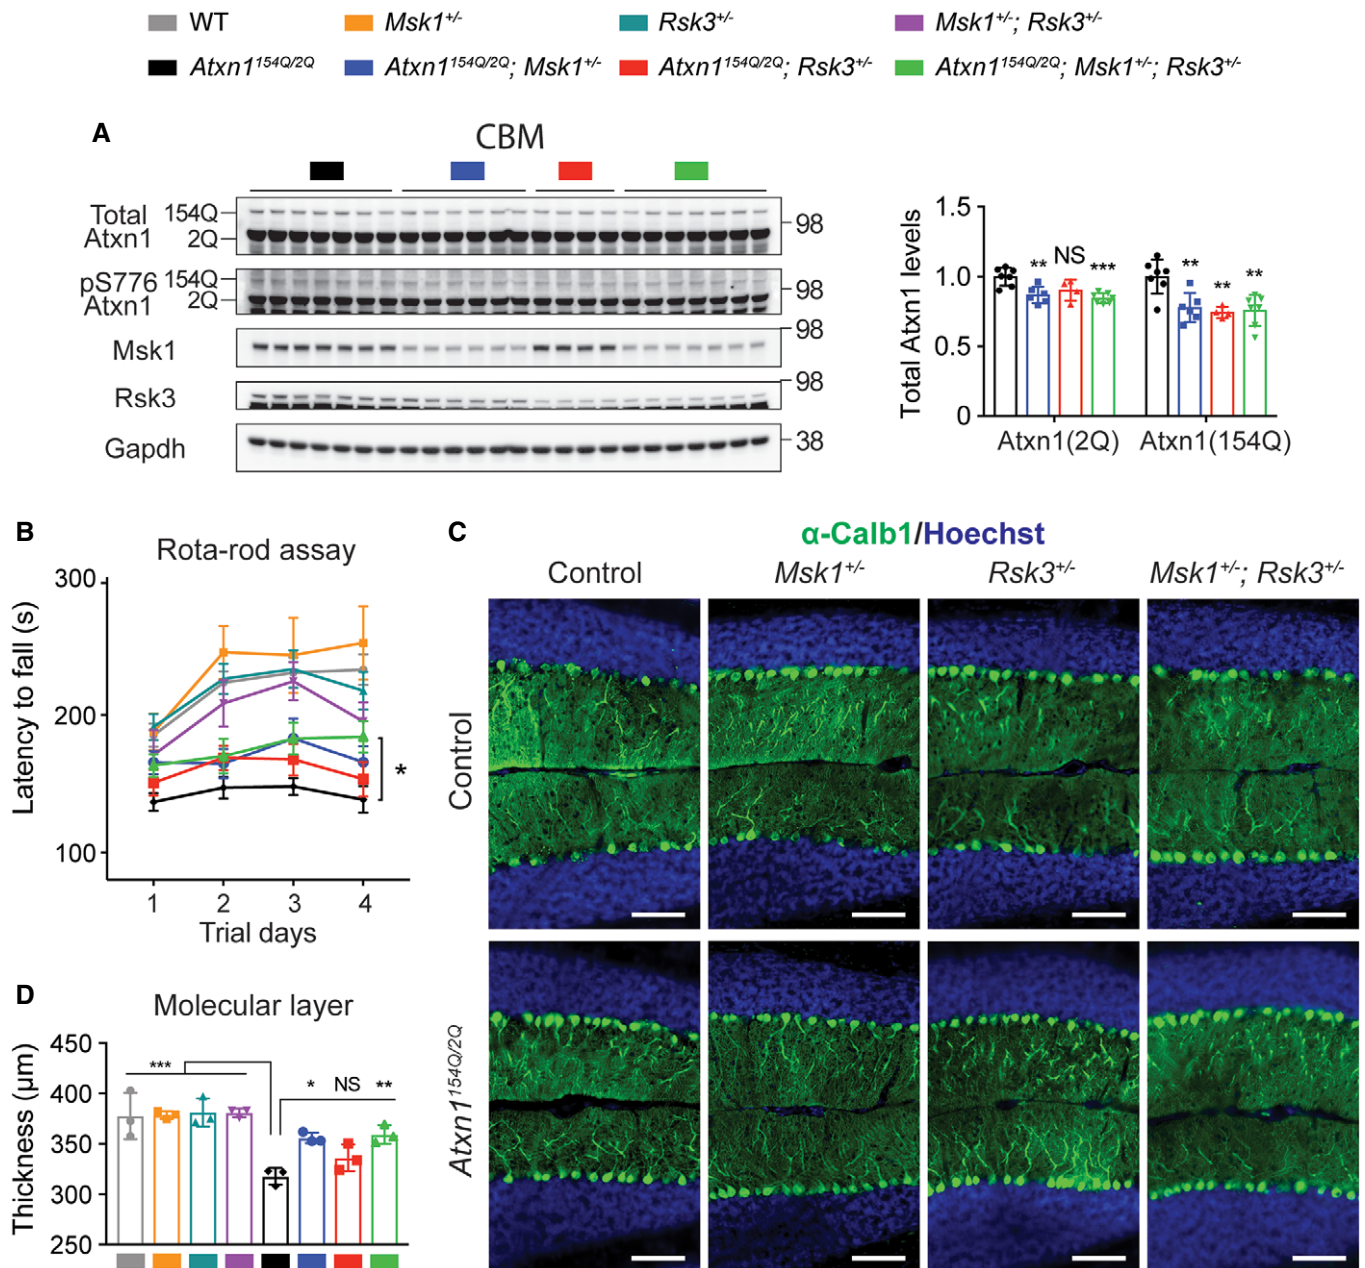 WT Msk1+/- Rsk3+/- Msk1+/-; Rsk3+/-
Atxn1154Q/2Q Atxn1154Q/2Q; Msk1+/- Atxn1154Q/2Q; Rsk3+/- Atxn1154Q/2Q; Msk1+/-; Rsk3+/-
A
CBM
Total Atxn1
154Q
2Q
98
pS776 Atxn1
154Q
2Q
98
Msk1
98
Rsk3
Gapdh
38
Total Atxn1 levels
1.5
1.0
0.5
0
** NS ***
** ** **
Atxn1(2Q) Atxn1(154Q)
B
Rota-rod assay
Latency to fall (s)
300
200
100
*
1 2 3 4
Trial days
C
α-Calb1/Hoechst
Control Msk1+/- Rsk3+/- Msk1+/-; Rsk3+/-
Control
Atxn1154Q/2Q
D
Molecular layer
Thickness (µm)
450
400
350
300
250
***
* NS **